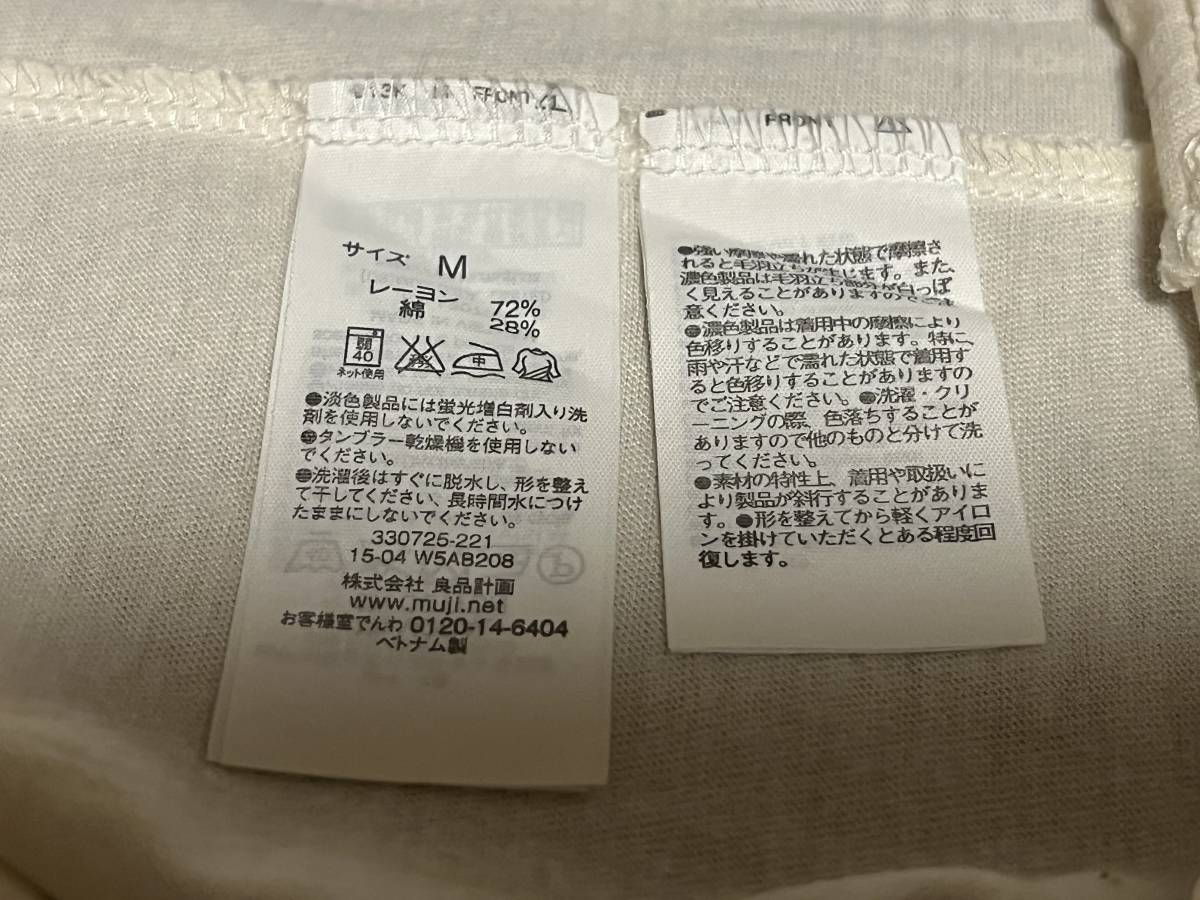 FRONT
サイズ M
レーヨン 72%
綿 28%
弱
40
中
ネット使用
●淡色製品には蛍光増白剤入り洗
剤を使用しないでください。
●タンブラー乾燥機を使用しない
でください。
●洗濯後はすぐに脱水し、形を整え
て干してください、長時間水につけ
たままにしないでください。
330725-221
15-04 W5AB208
株式会社 良品計画
www.muji.net
お客様室でんわ 0120-14-6404
ベトナム製
FRONT
●強い摩擦や濡れた状態で摩擦さ
れると毛羽立ちが生じます。また、
濃色製品は毛羽立ち部分が白っぽ
く見えることがありますのでご注
意ください。
●濃色製品は着用中の摩擦により
色移りすることがあります。特に、
雨や汗などで濡れた状態で着用す
ると色移りすることがありますの
でご注意ください。●洗濯・クリ
ーニングの際、色落ちすることが
ありますので他のものと分けて洗
ってください。
●素材の特性上、着用や取扱いに
より製品が斜行することがありま
す。●形を整えてから軽くアイロ
ンを掛けていただくとある程度回
復します。